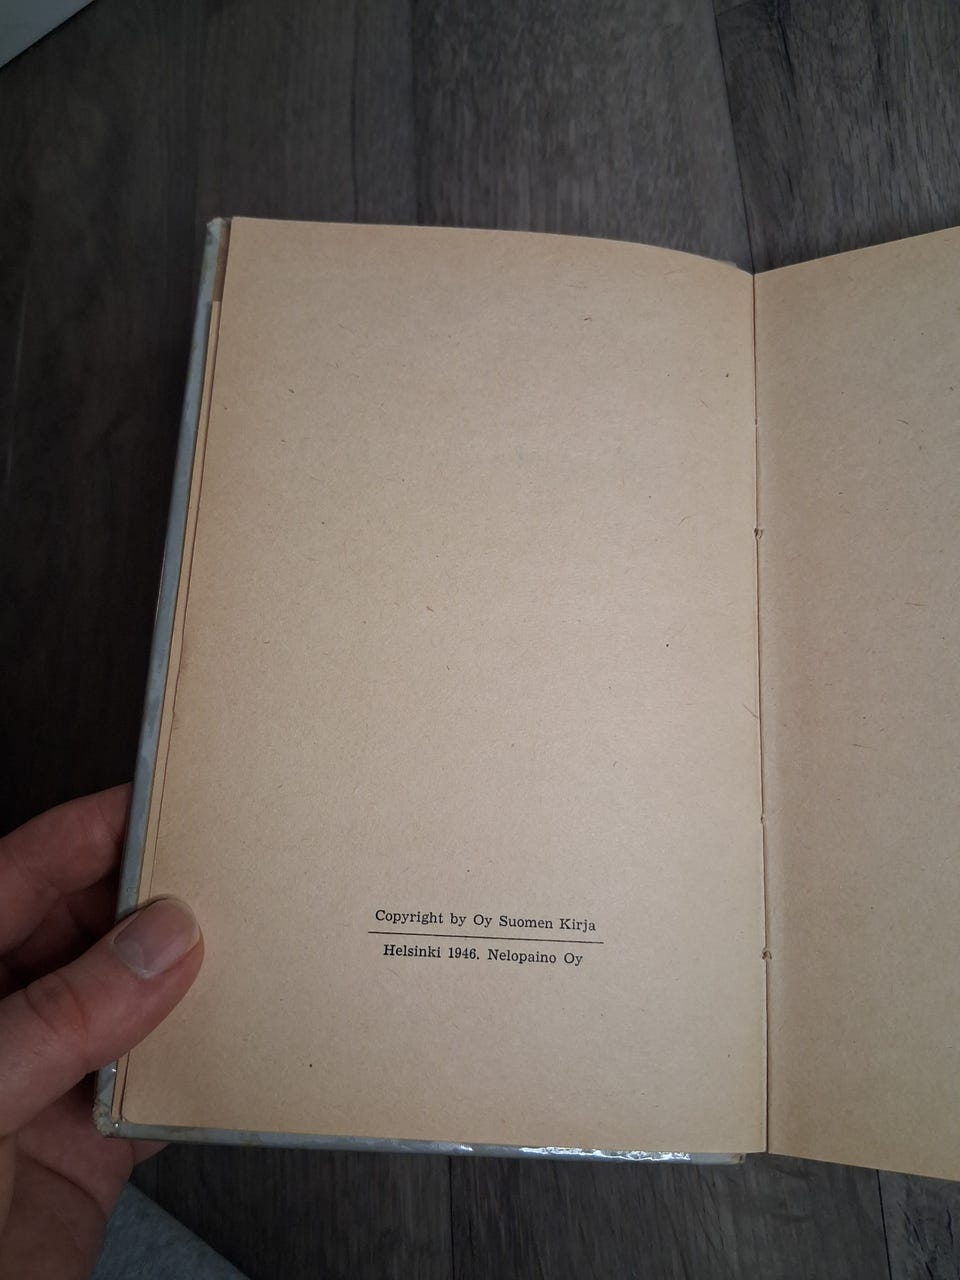 Copyright by Oy Suomen Kirja
Helsinki 1946. Nelopaino Oy